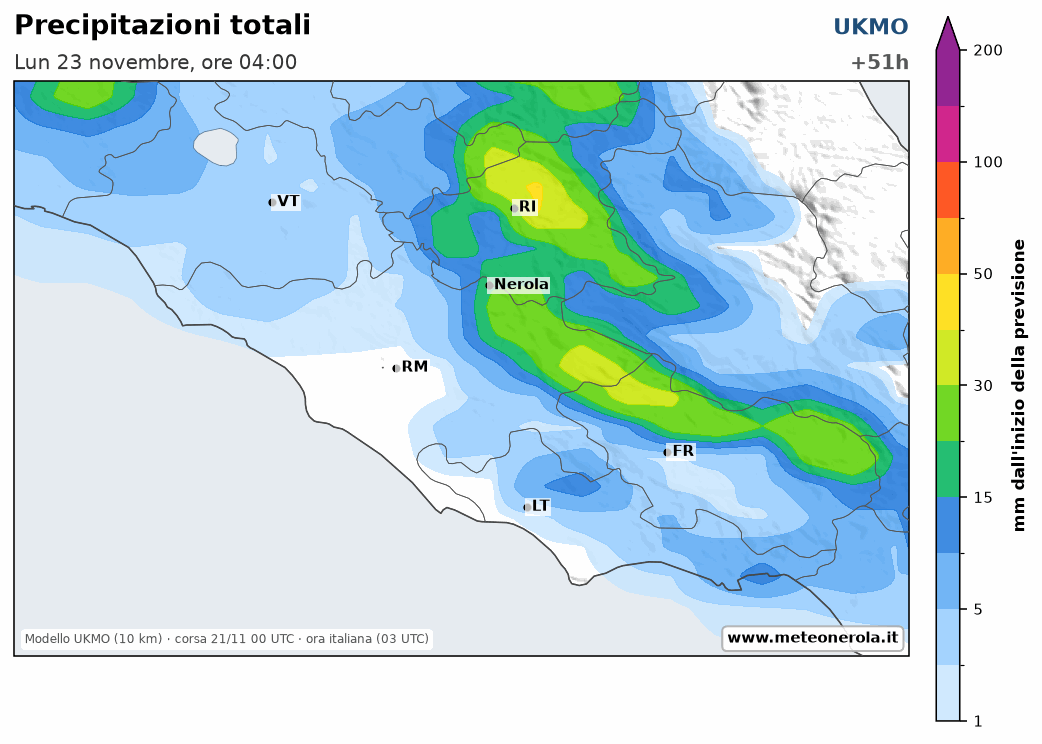 Precipitazioni totali
UKMO
Lun 23 novembre, ore 04:00
+51h
200
100
50
30
15
5
1
mm dall'inizio della previsione
VT
RI
Nerola
RM
FR
LT
Modello UKMO (10 km) · corsa 21/11 00 UTC · ora italiana (03 UTC)
www.meteonerola.it